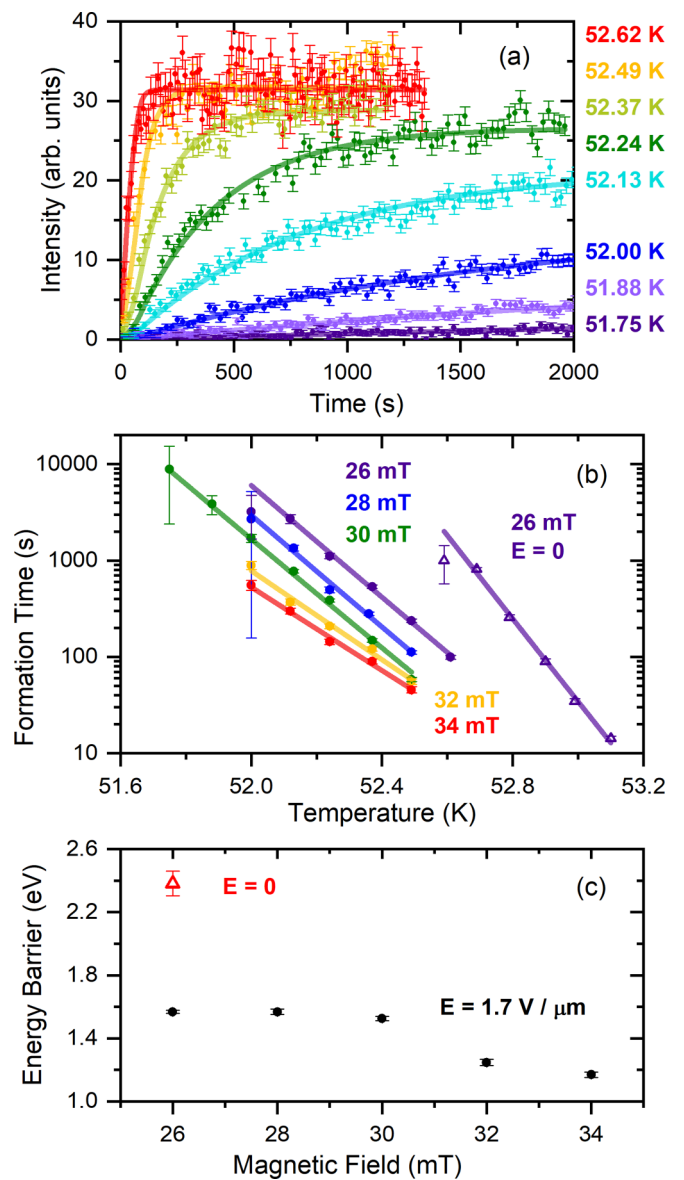 40
30
20
10
0
Intensity (arb. units)
(a)
52.62 K
52.49 K
52.37 K
52.24 K
52.13 K
52.00 K
51.88 K
51.75 K
0 500 1000 1500 2000
Time (s)
10000
1000
100
10
Formation Time (s)
26 mT
28 mT
30 mT
(b)
26 mT
E = 0
32 mT
34 mT
51.6 52.0 52.4 52.8 53.2
Temperature (K)
2.6
2.2
1.8
1.4
1.0
Energy Barrier (eV)
E = 0
(c)
E = 1.7 V / μm
26 28 30 32 34
Magnetic Field (mT)